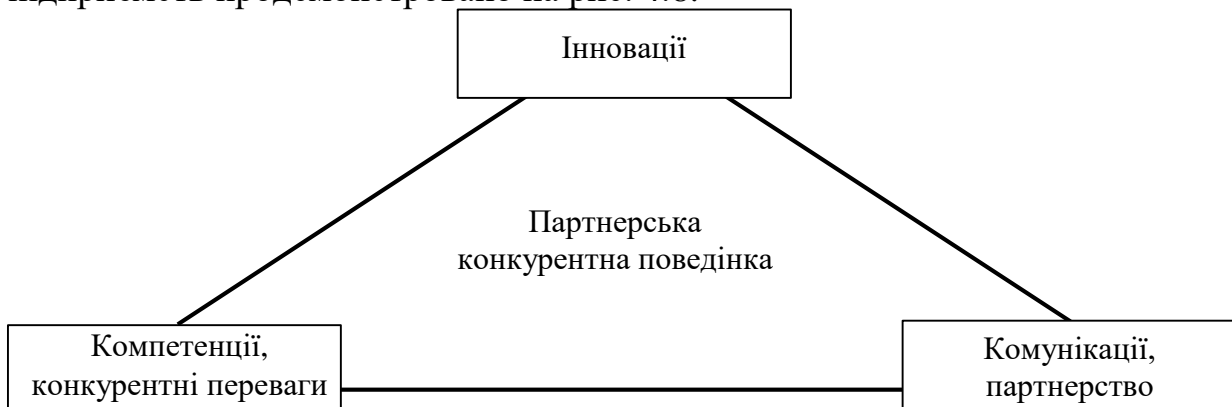 Інновації
Партнерська
конкурентна поведінка
Компетенції,
конкурентні переваги
Комунікації,
партнерство